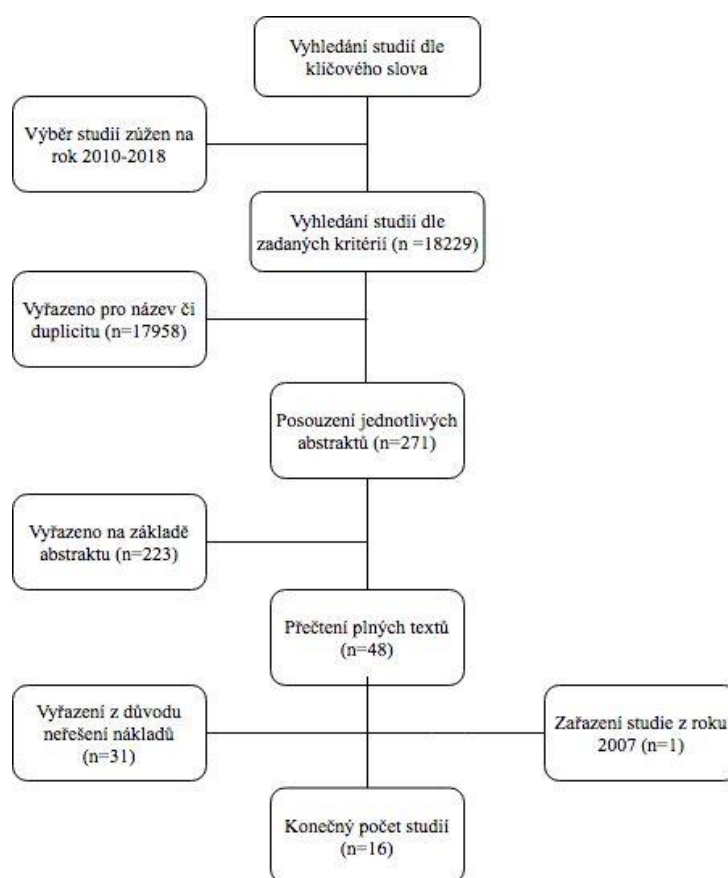 Vyhledání studií dle
klíčového slova
Výběr studií zúžen na
rok 2010-2018
Vyhledání studií dle
zadaných kritérií (n =18229)
Vyřazeno pro název či
duplicitu (n=17958)
Posouzení jednotlivých
abstraktů (n=271)
Vyřazeno na základě
abstraktu (n=223)
Přečtení plných textů
(n=48)
Vyřazení z důvodu
neřešení nákladů
(n=31)
Zařazení studie z roku
2007 (n=1)
Konečný počet studií
(n=16)